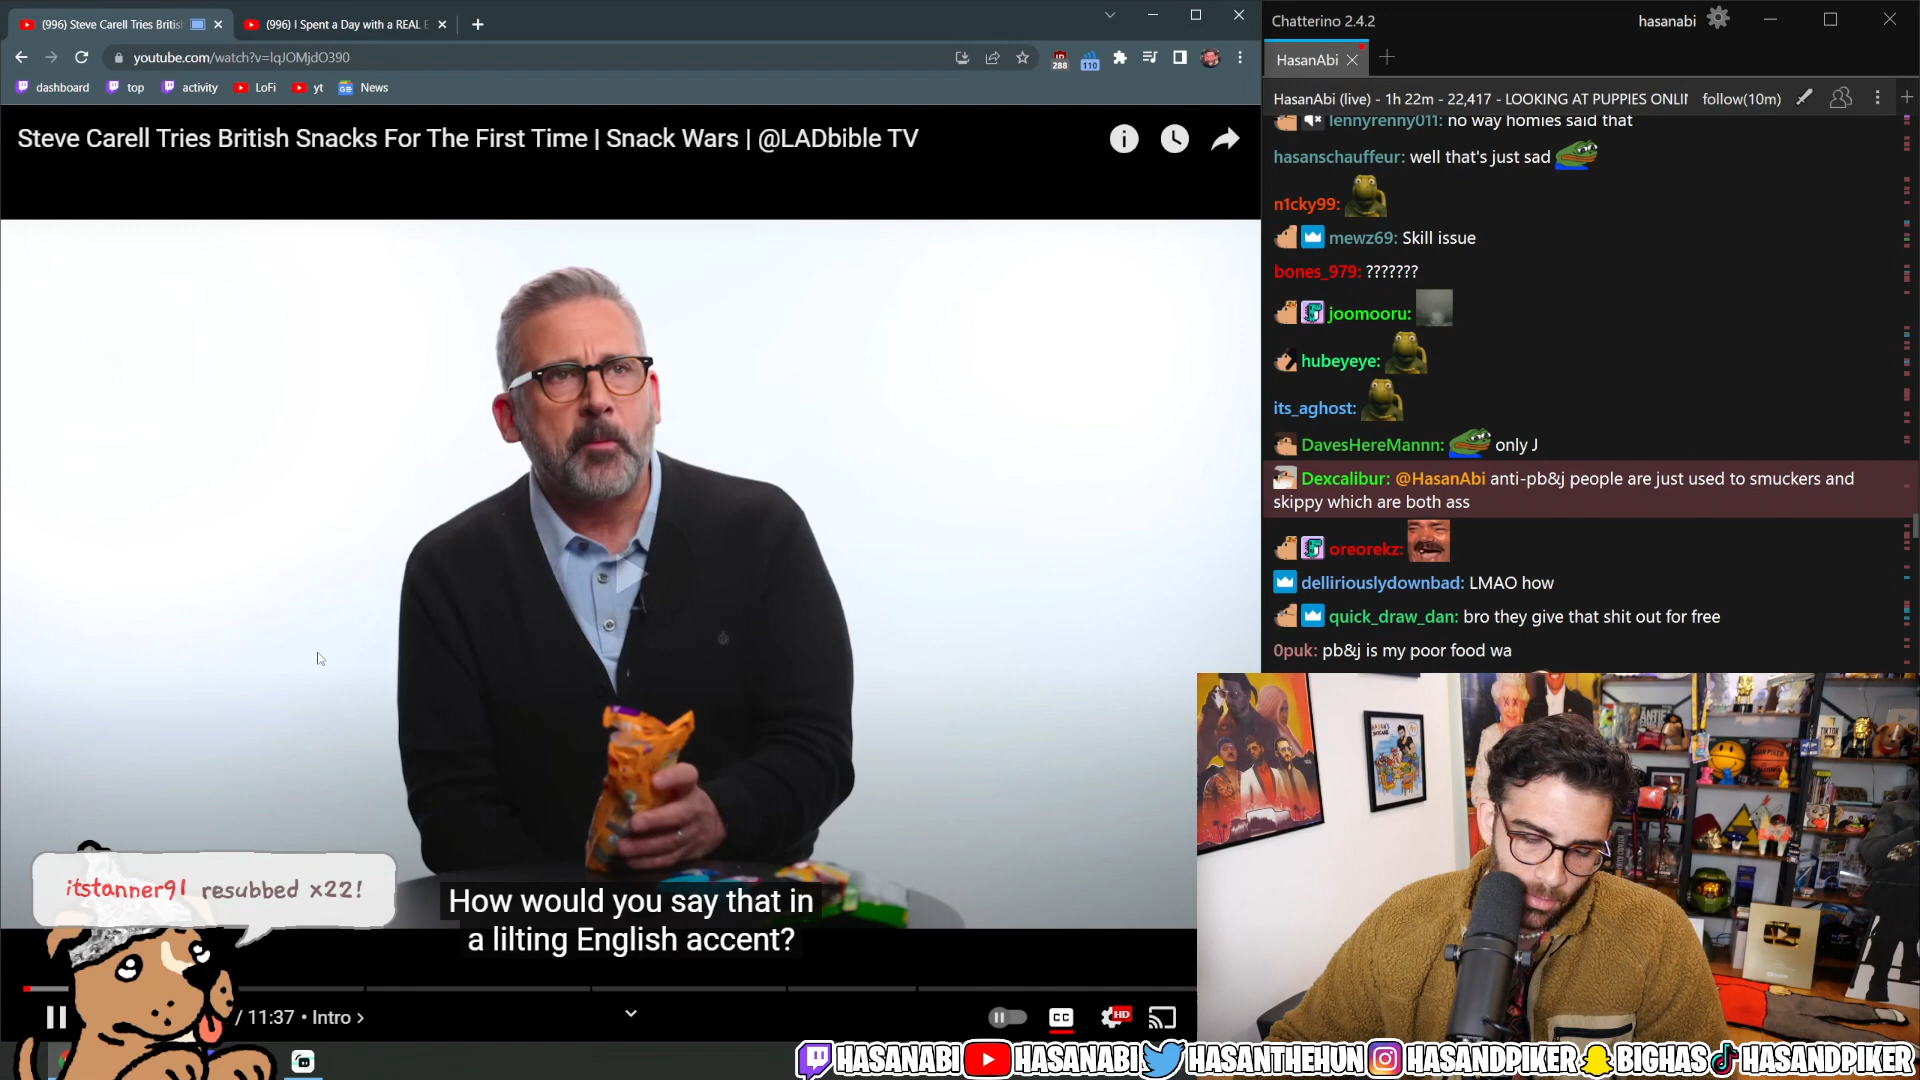 (996) Steve Carell Tries Britisl
(996) I Spent a Day with a REAL E
youtube.com/watch?v=lqJOMjdO390
288
110
dashboard
top
activity
LoFi
yt
News
Steve Carell Tries British Snacks For The First Time | Snack Wars | @LADbible TV
How would you say that in
a lilting English accent?
itstanner91 resubbed x22!
/ 11:37 • Intro >
CC
HD
Chatterino 2.4.2
hasanabi
HasanAbi
HasanAbi (live) - 1h 22m - 22,417 - LOOKING AT PUPPIES ONLIN
follow(10m)
lennyrenny011: no way homies said that
hasanschauffeur: well that's just sad
n1cky99:
mewz69: Skill issue
bones_979: ???????
joomooru:
hubeyeye:
its_aghost:
DavesHereMannn: only J
Dexcalibur: @HasanAbi anti-pb&j people are just used to smuckers and
skippy which are both ass
oreorekz:
delliriouslydownbad: LMAO how
quick_draw_dan: bro they give that shit out for free
0puk: pb&j is my poor food wa
HASANABI
HASANABI
HASANTHEHUN
HASANDPIKER
BIGHAS
HASANDPIKER